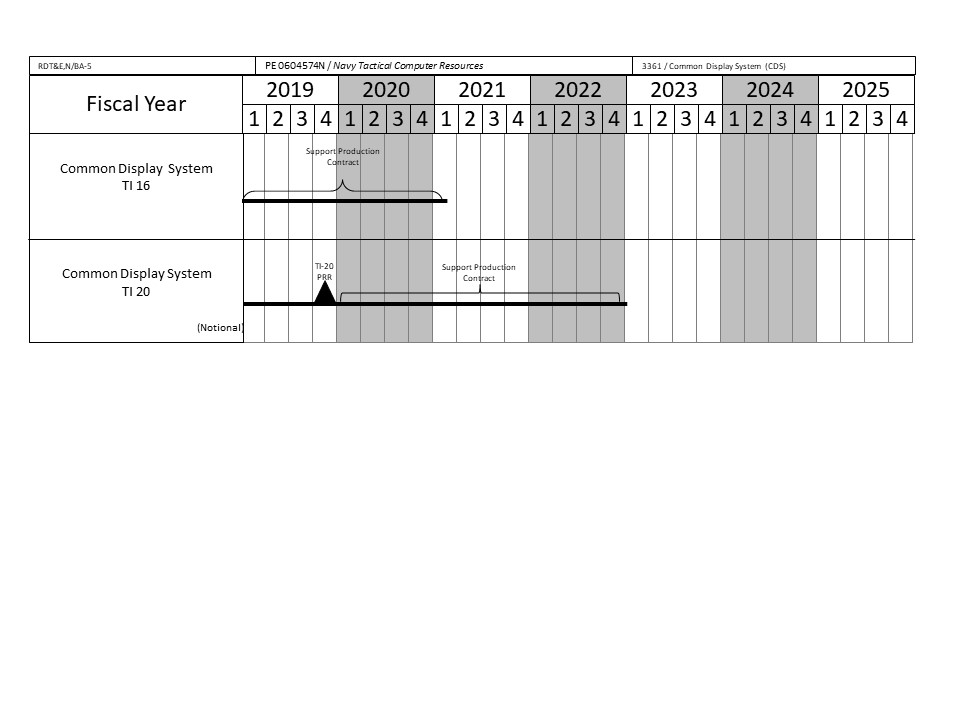 RDT&E,N/BA-5 PE 0604574N / Navy Tactical Computer Resources 3361 / Common Display System (CDS)
Fiscal Year
2019 2020 2021 2022 2023 2024 2025
1 2 3 4 1 2 3 4 1 2 3 4 1 2 3 4 1 2 3 4 1 2 3 4 1 2 3 4
Common Display System
TI 16
Support Production
Contract
Common Display System
TI 20
(Notional)
TI-20
PRR
Support Production
Contract